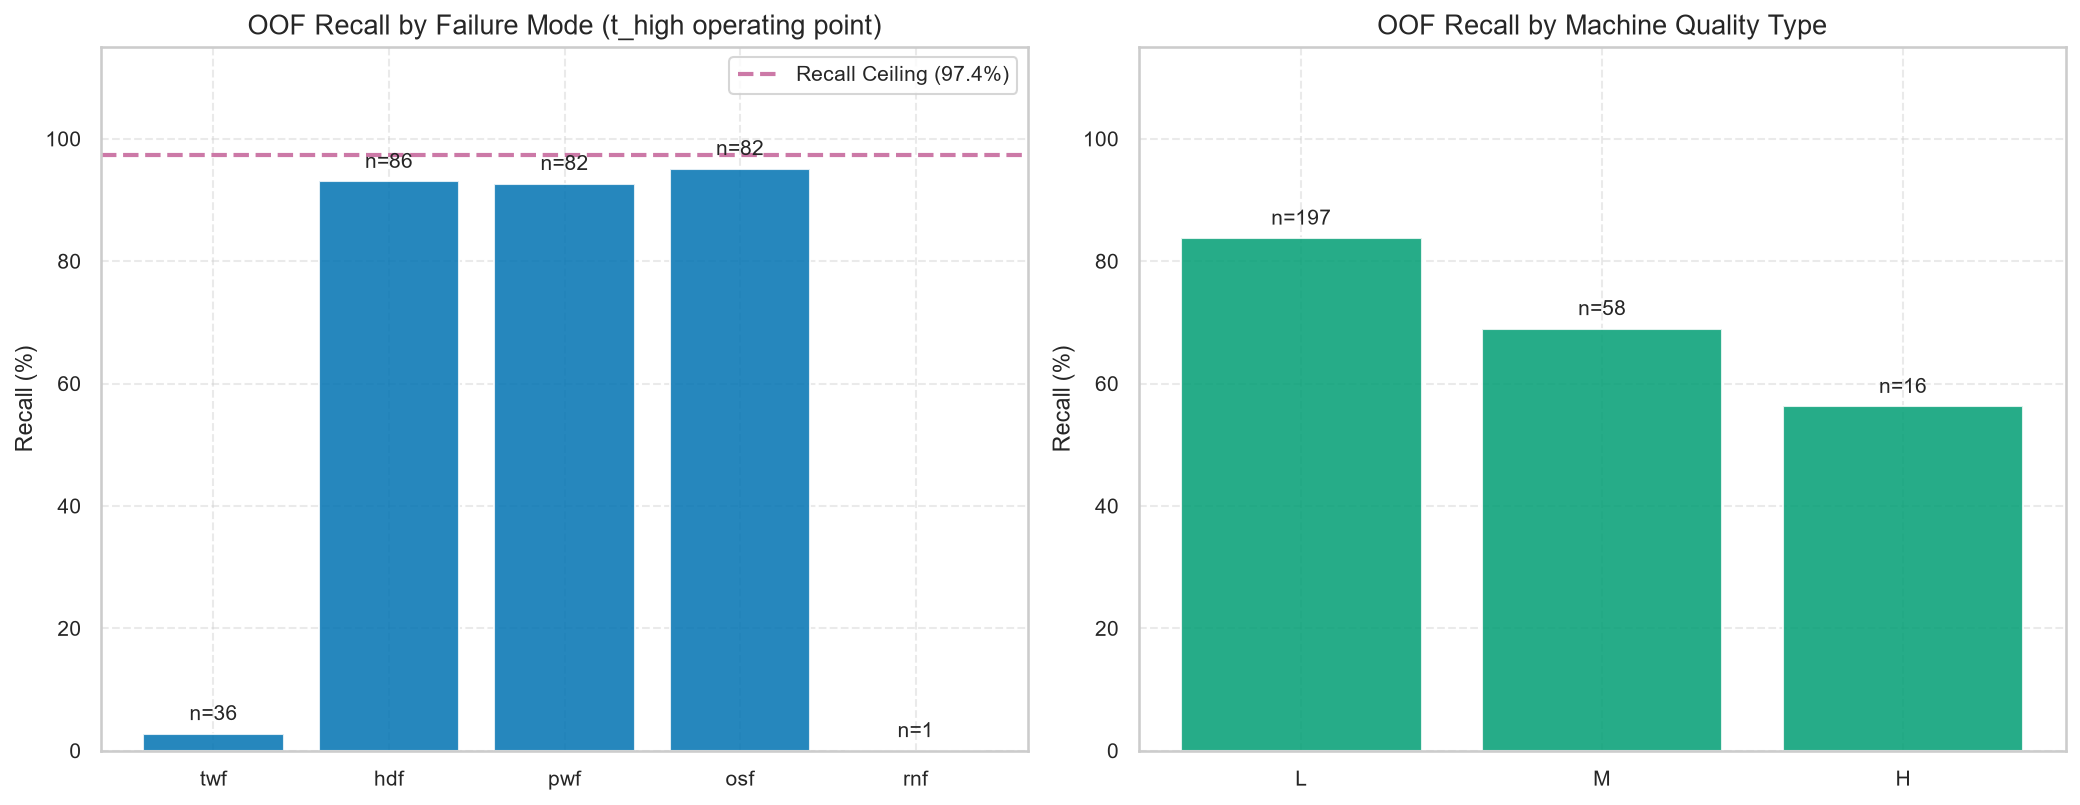 OOF Recall by Failure Mode (t_high operating point)
Recall Ceiling (97.4%)
Recall (%)
100
80
60
40
20
0
n=36
n=86
n=82
n=82
n=1
twf
hdf
pwf
osf
rnf
OOF Recall by Machine Quality Type
Recall (%)
100
80
60
40
20
0
n=197
n=58
n=16
L
M
H